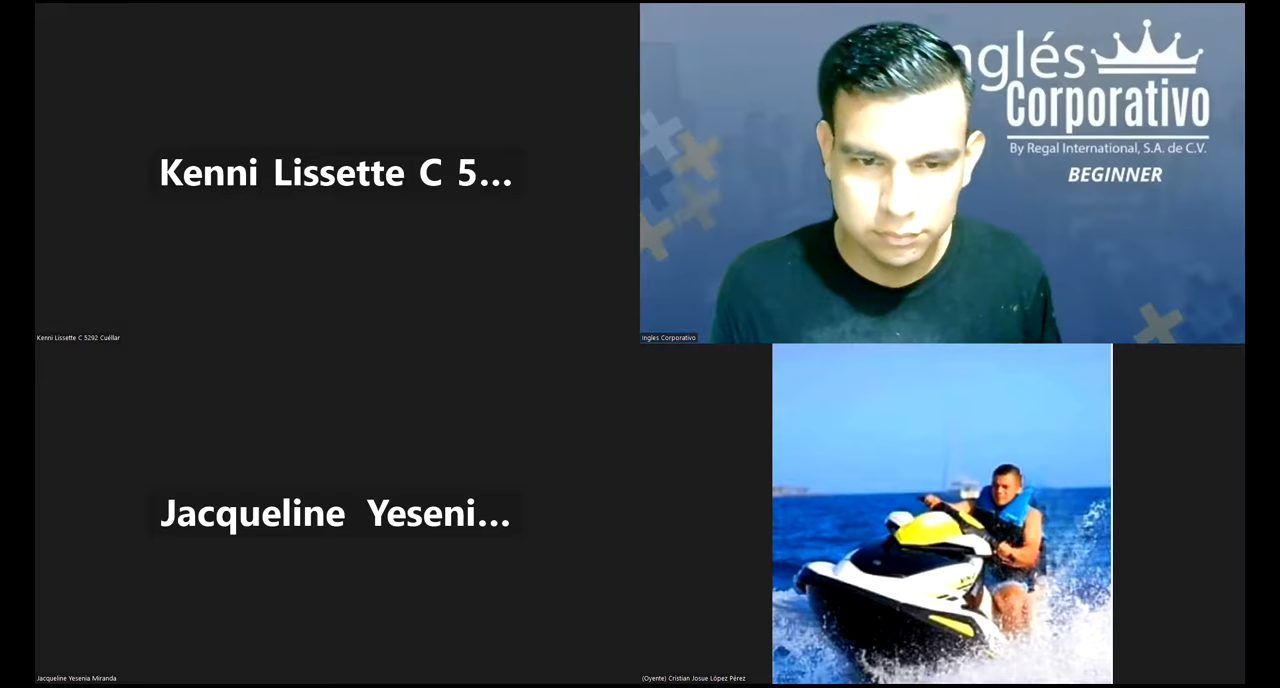 Kenni Lissette C 5...
Kenni Lissette C 5292 Cuéllar
nglés
Corporativo
By Regal International, S.A. de C.V.
BEGINNER
Ingles Corporativo
Jacqueline Yeseni...
Jacqueline Yesenia Miranda
(Oyente) Cristian Josue López Pérez